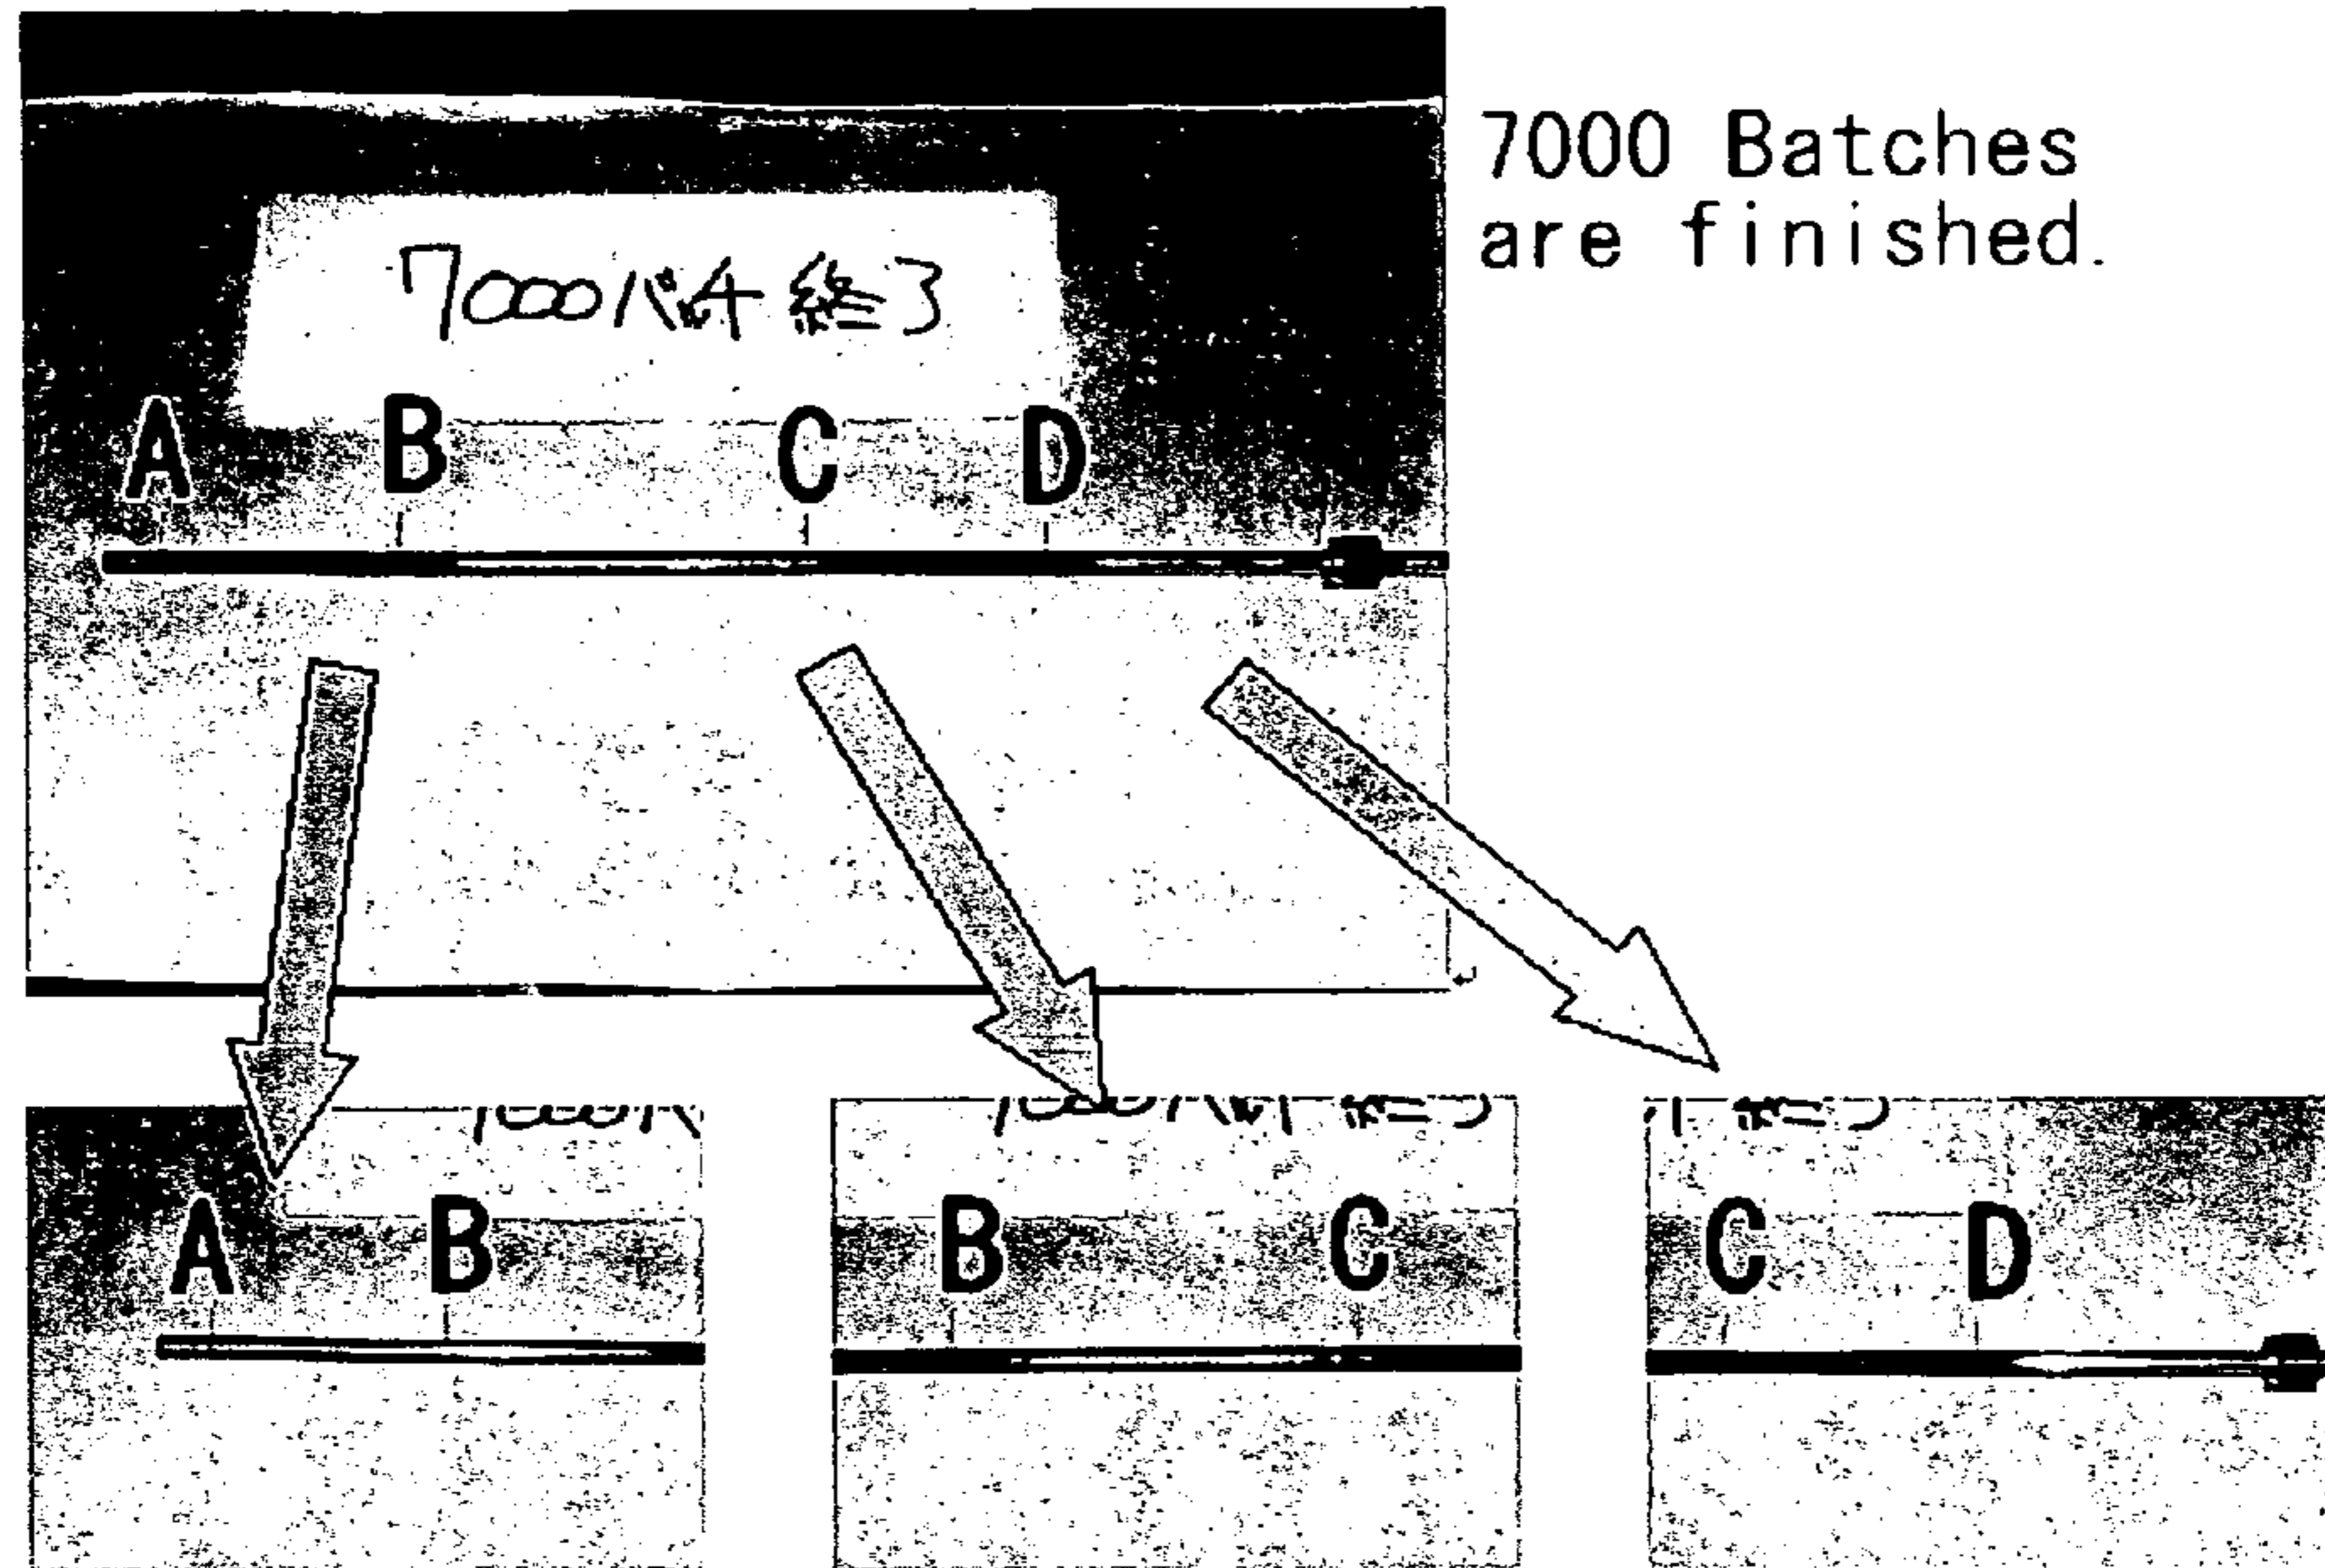 7000 Batches
are finished.
7000バッチ終了
A B C D
A B
B C
C D